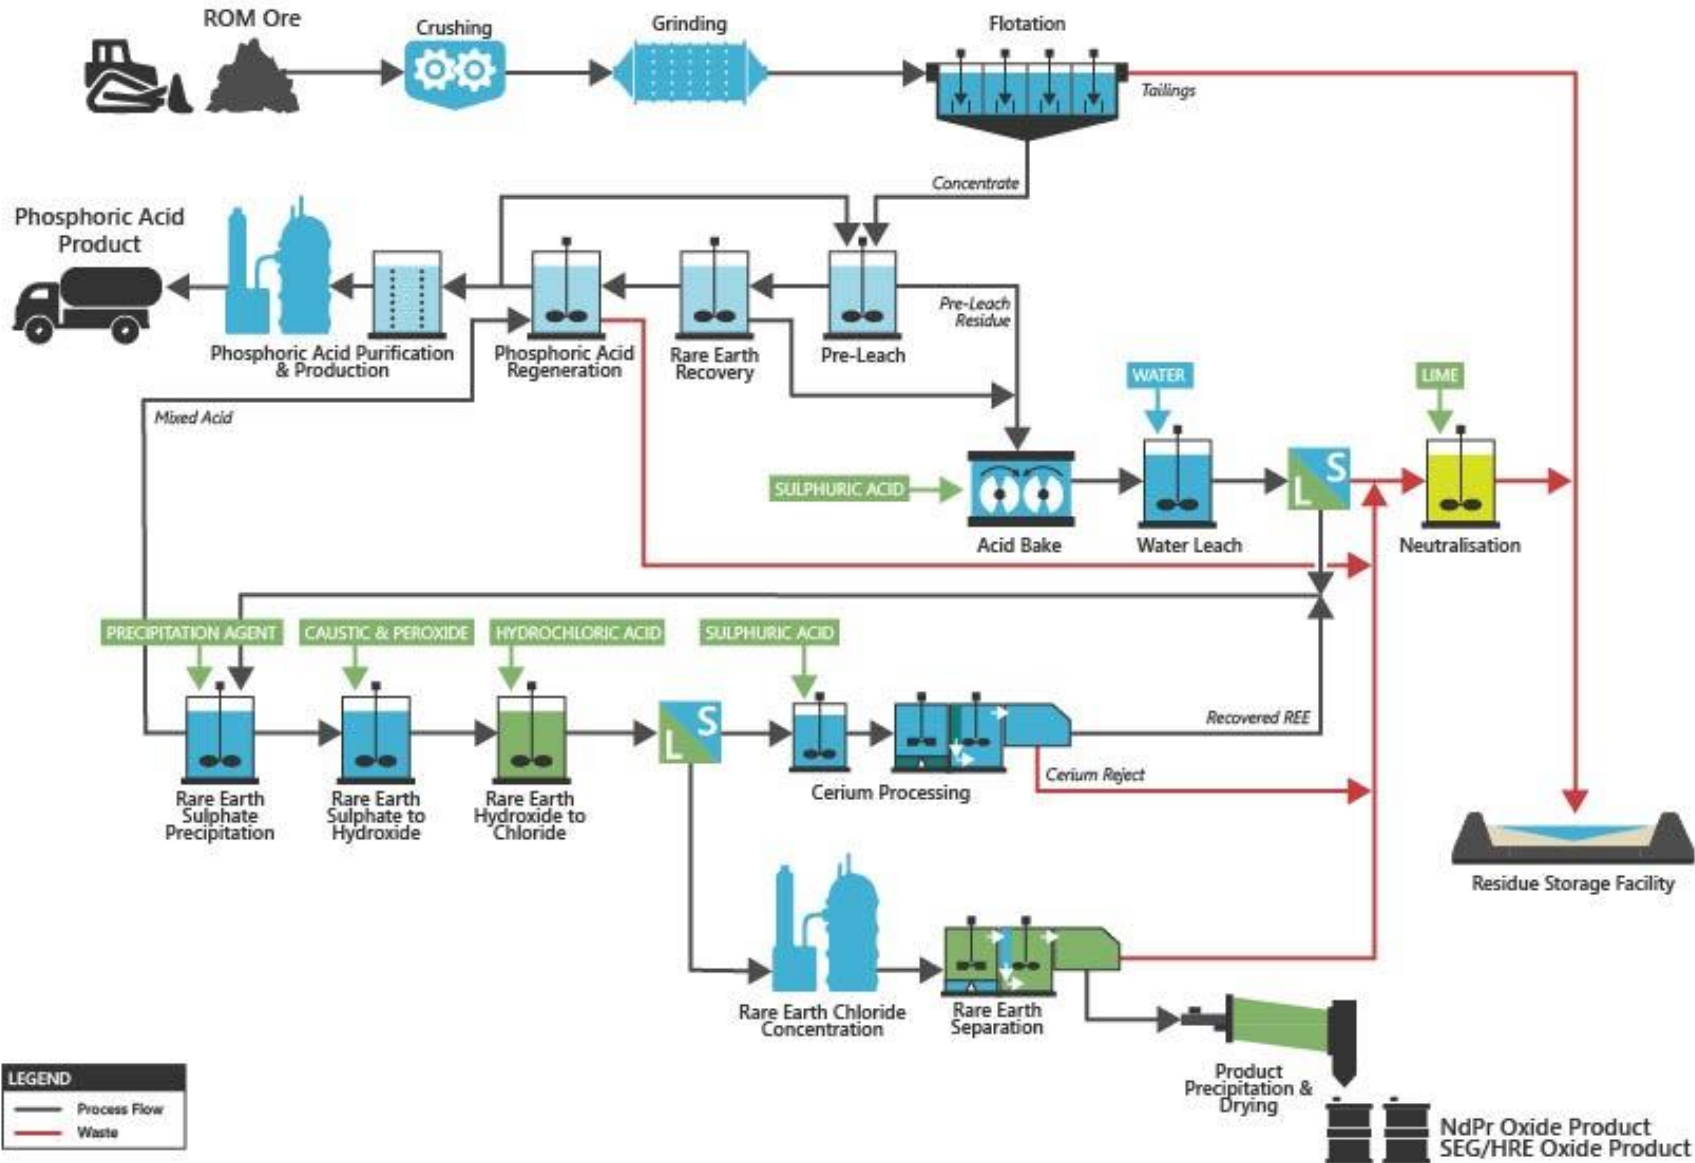 ROM Ore
Crushing
Grinding
Flotation
Tailings
Concentrate
Phosphoric Acid
Product
Phosphoric Acid Purification
& Production
Phosphoric Acid
Regeneration
Rare Earth
Recovery
Pre-Leach
Pre-Leach
Residue
Mixed Acid
WATER
LIME
SULPHURIC ACID
S
L
Acid Bake
Water Leach
Neutralisation
PRECIPITATION AGENT
CAUSTIC & PEROXIDE
HYDROCHLORIC ACID
SULPHURIC ACID
S
L
Recovered REE
Cerium Reject
Rare Earth
Sulphate
Precipitation
Rare Earth
Sulphate to
Hydroxide
Rare Earth
Hydroxide to
Chloride
Cerium Processing
Residue Storage Facility
Rare Earth Chloride
Concentration
Rare Earth
Separation
Product
Precipitation &
Drying
NdPr Oxide Product
SEG/HRE Oxide Product
LEGEND
Process Flow
Waste